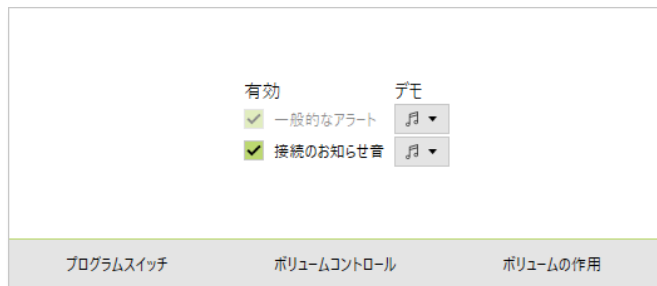 有効 デモ
一般的なアラート
接続のお知らせ音
プログラムスイッチ ボリュームコントロール ボリュームの作用